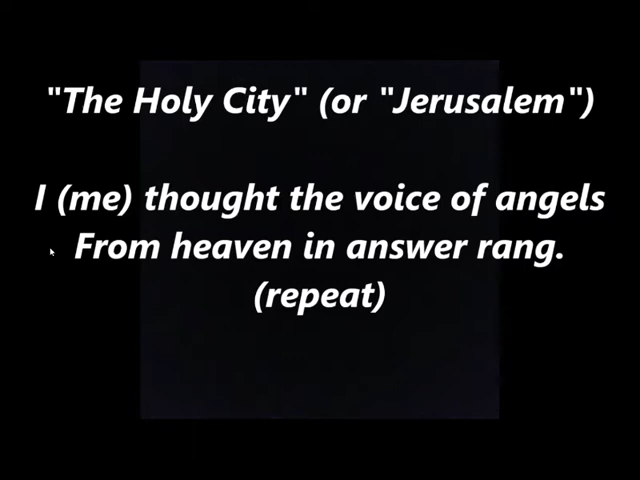 "The Holy City" (or "Jerusalem")
I (me) thought the voice of angels
From heaven in answer rang.
(repeat)